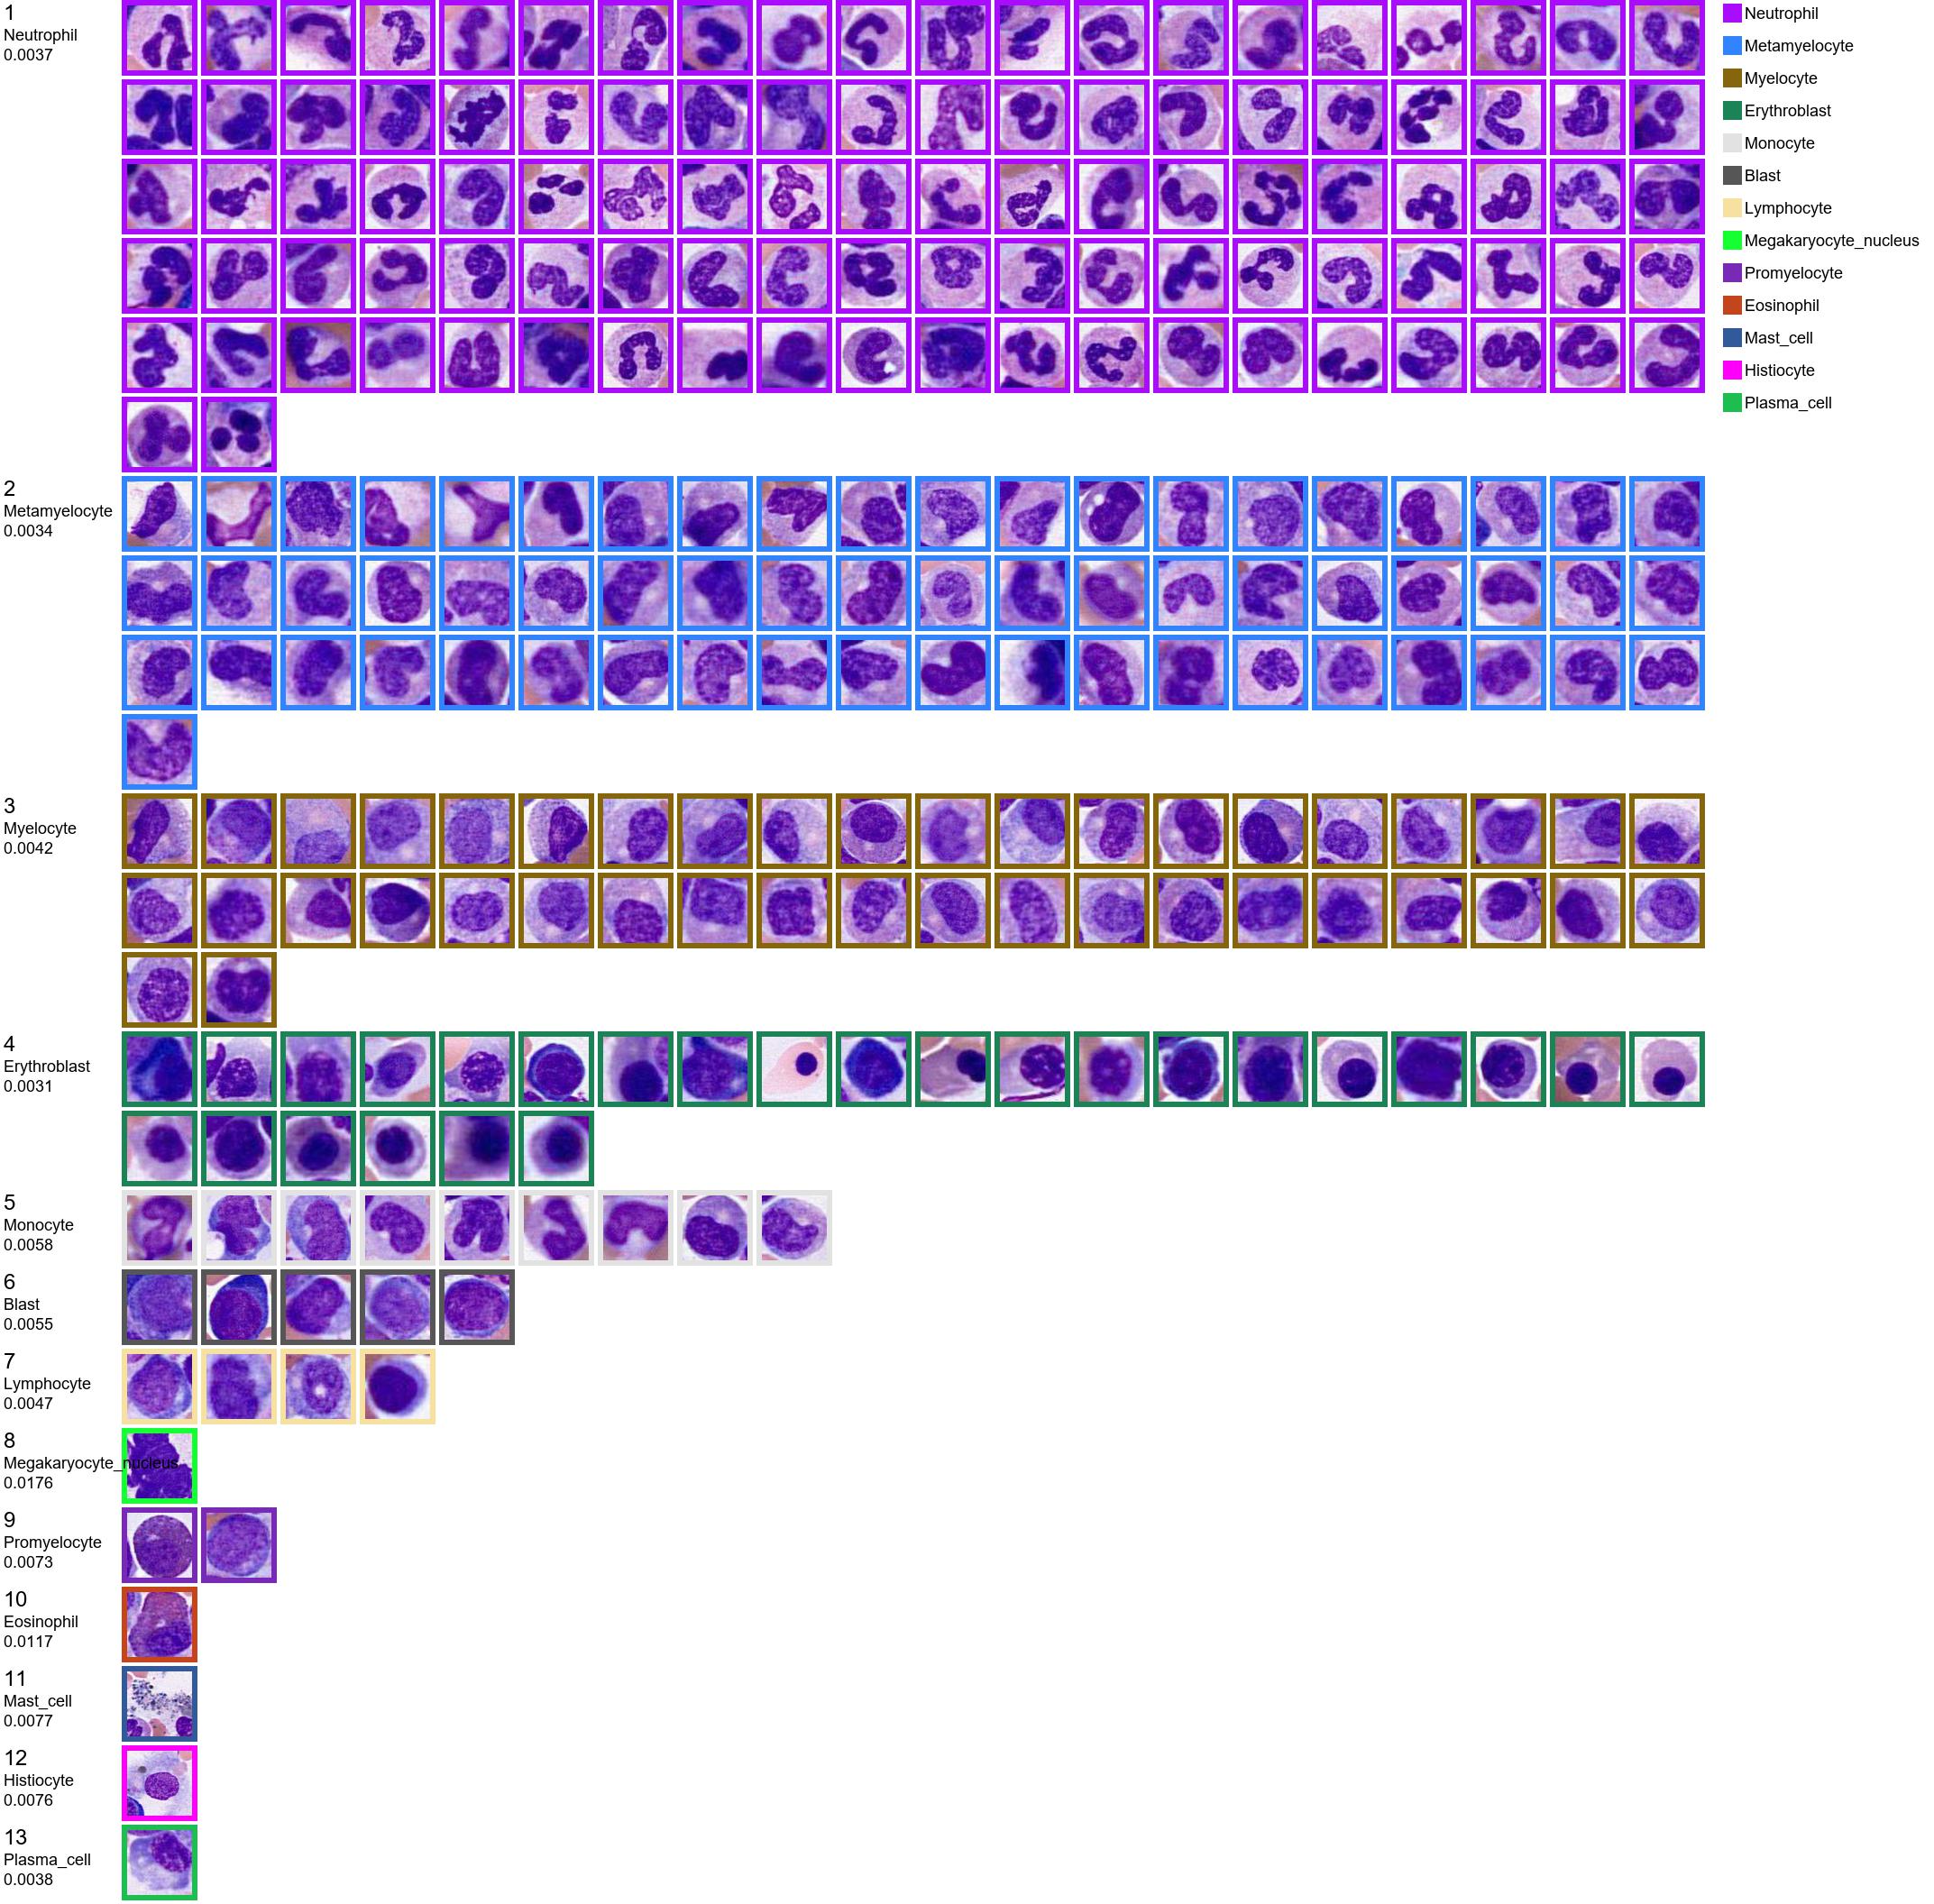 1
Neutrophil
0.0037
2
Metamyelocyte
0.0034
3
Myelocyte
0.0042
4
Erythroblast
0.0031
5
Monocyte
0.0058
6
Blast
0.0055
7
Lymphocyte
0.0047
8
Megakaryocyte_nucleus
0.0176
9
Promyelocyte
0.0073
10
Eosinophil
0.0117
11
Mast_cell
0.0077
12
Histiocyte
0.0076
13
Plasma_cell
0.0038
Neutrophil
Metamyelocyte
Myelocyte
Erythroblast
Monocyte
Blast
Lymphocyte
Megakaryocyte_nucleus
Promyelocyte
Eosinophil
Mast_cell
Histiocyte
Plasma_cell